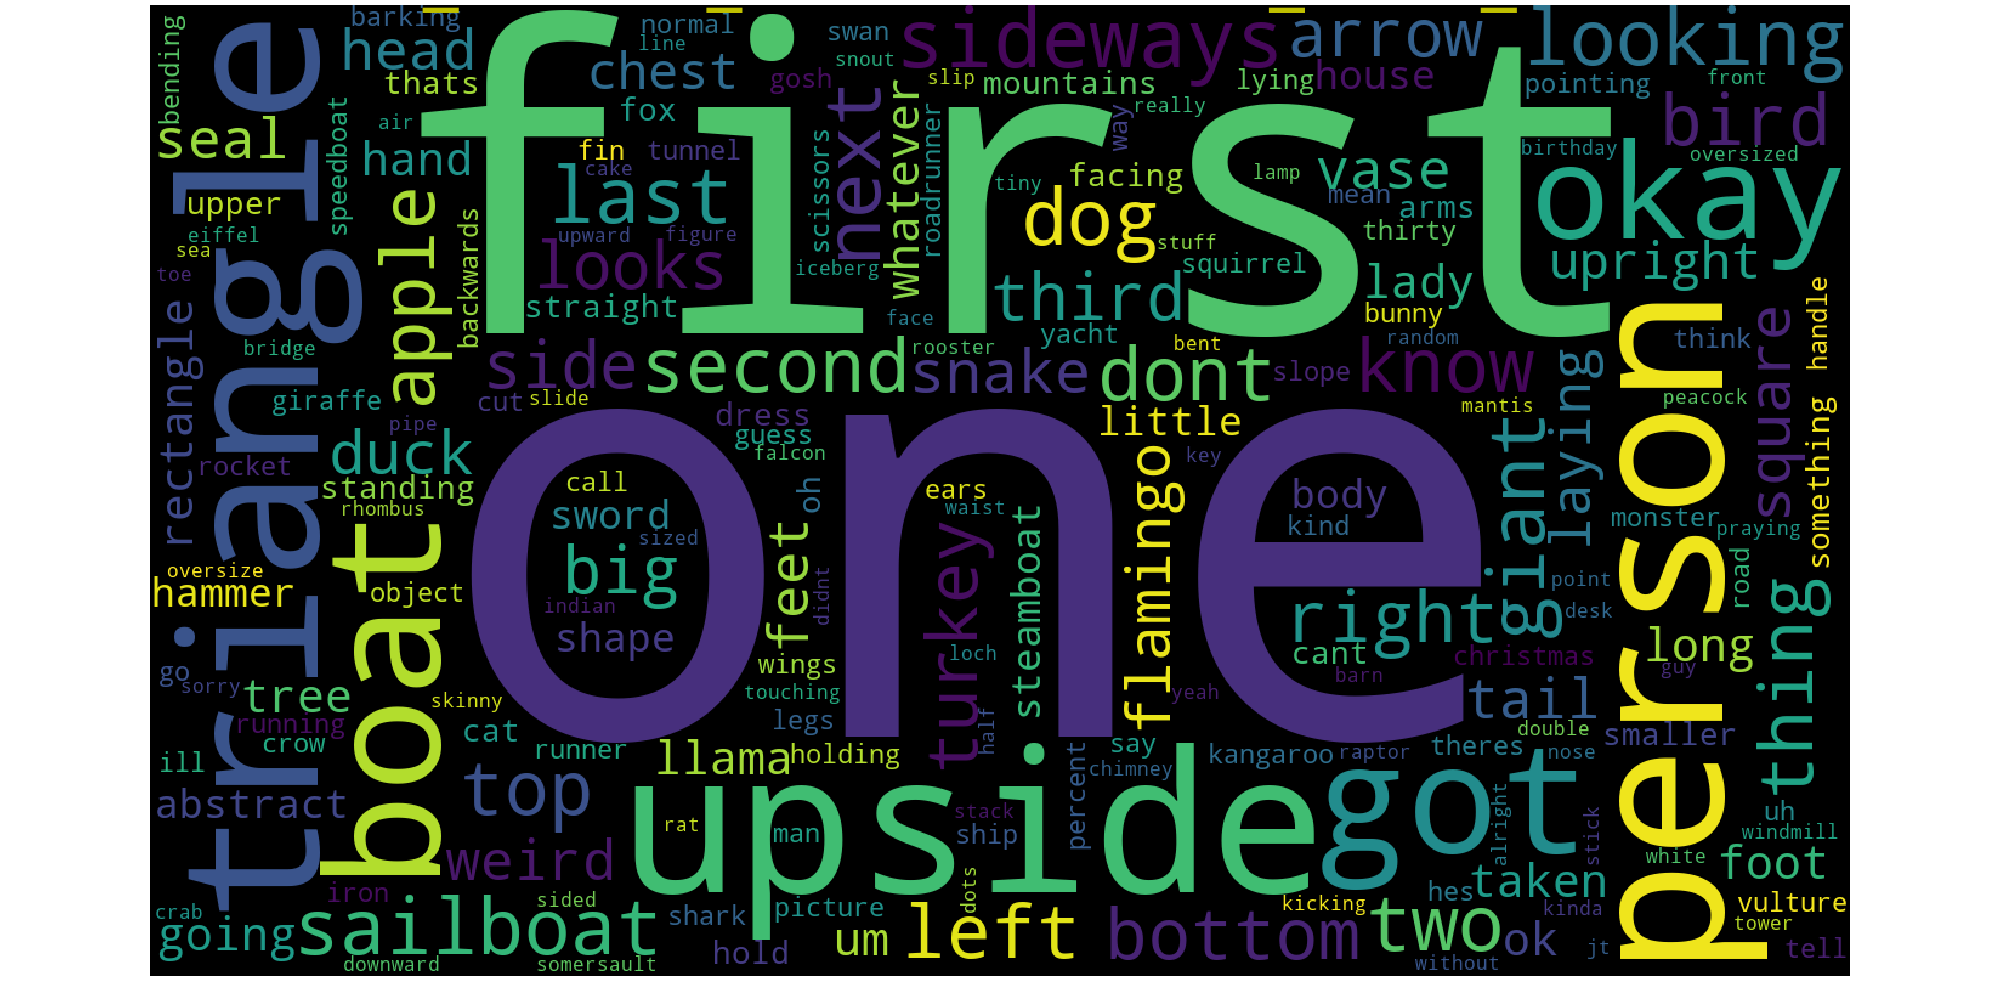 first
one
upside
person
triangle
boat
got
okay
sailboat
sideways
looking
arrow
bird
head
chest
barking
normal
line
swan
snout
gosh
slip
mountains
lying
house
pointing
front
bending
thats
seal
speedboat
air
hand
fox
fin
tunnel
cake
last
next
scissors
whatever
roadrunner
really
way
dog
facing
tiny
lamp
vase
birthday
oversized
mean
arms
upper
eiffel
sea
toe
apple
backwards
upward
figure
looks
iceberg
straight
face
third
stuff
squirrel
thirty
lady
upright
yacht
bunny
rectangle
bridge
side
second
rooster
snake
dont
bent
slope
random
know
think
handle
square
laying
giraffe
cut
slide
dress
guess
falcon
little
mantis
peacock
pipe
duck
rocket
standing
rhombus
call
oh
ears
waist
flamingo
key
body
kind
giant
monster
praying
something
sword
sized
big
feet
turkey
steamboat
oversize
hammer
object
indian
shape
didnt
right
point
desk
road
thing
long
go
sorry
tree
wings
touching
loch
cant
christmas
barn
guy
yeah
tail
running
skinny
crow
cat
runner
legs
half
double
ill
llama
holding
percent
say
chimney
kangaroo
raptor
theres
nose
smaller
abstract
top
rat
man
stack
ship
alright
stick
uh
windmill
weird
white
foot
iron
hes
taken
crab
sided
shark
picture
dots
kicking
kinda
vulture
tower
going
hold
um
left
bottom
two
ok
jt
tell
downward
somersault
without